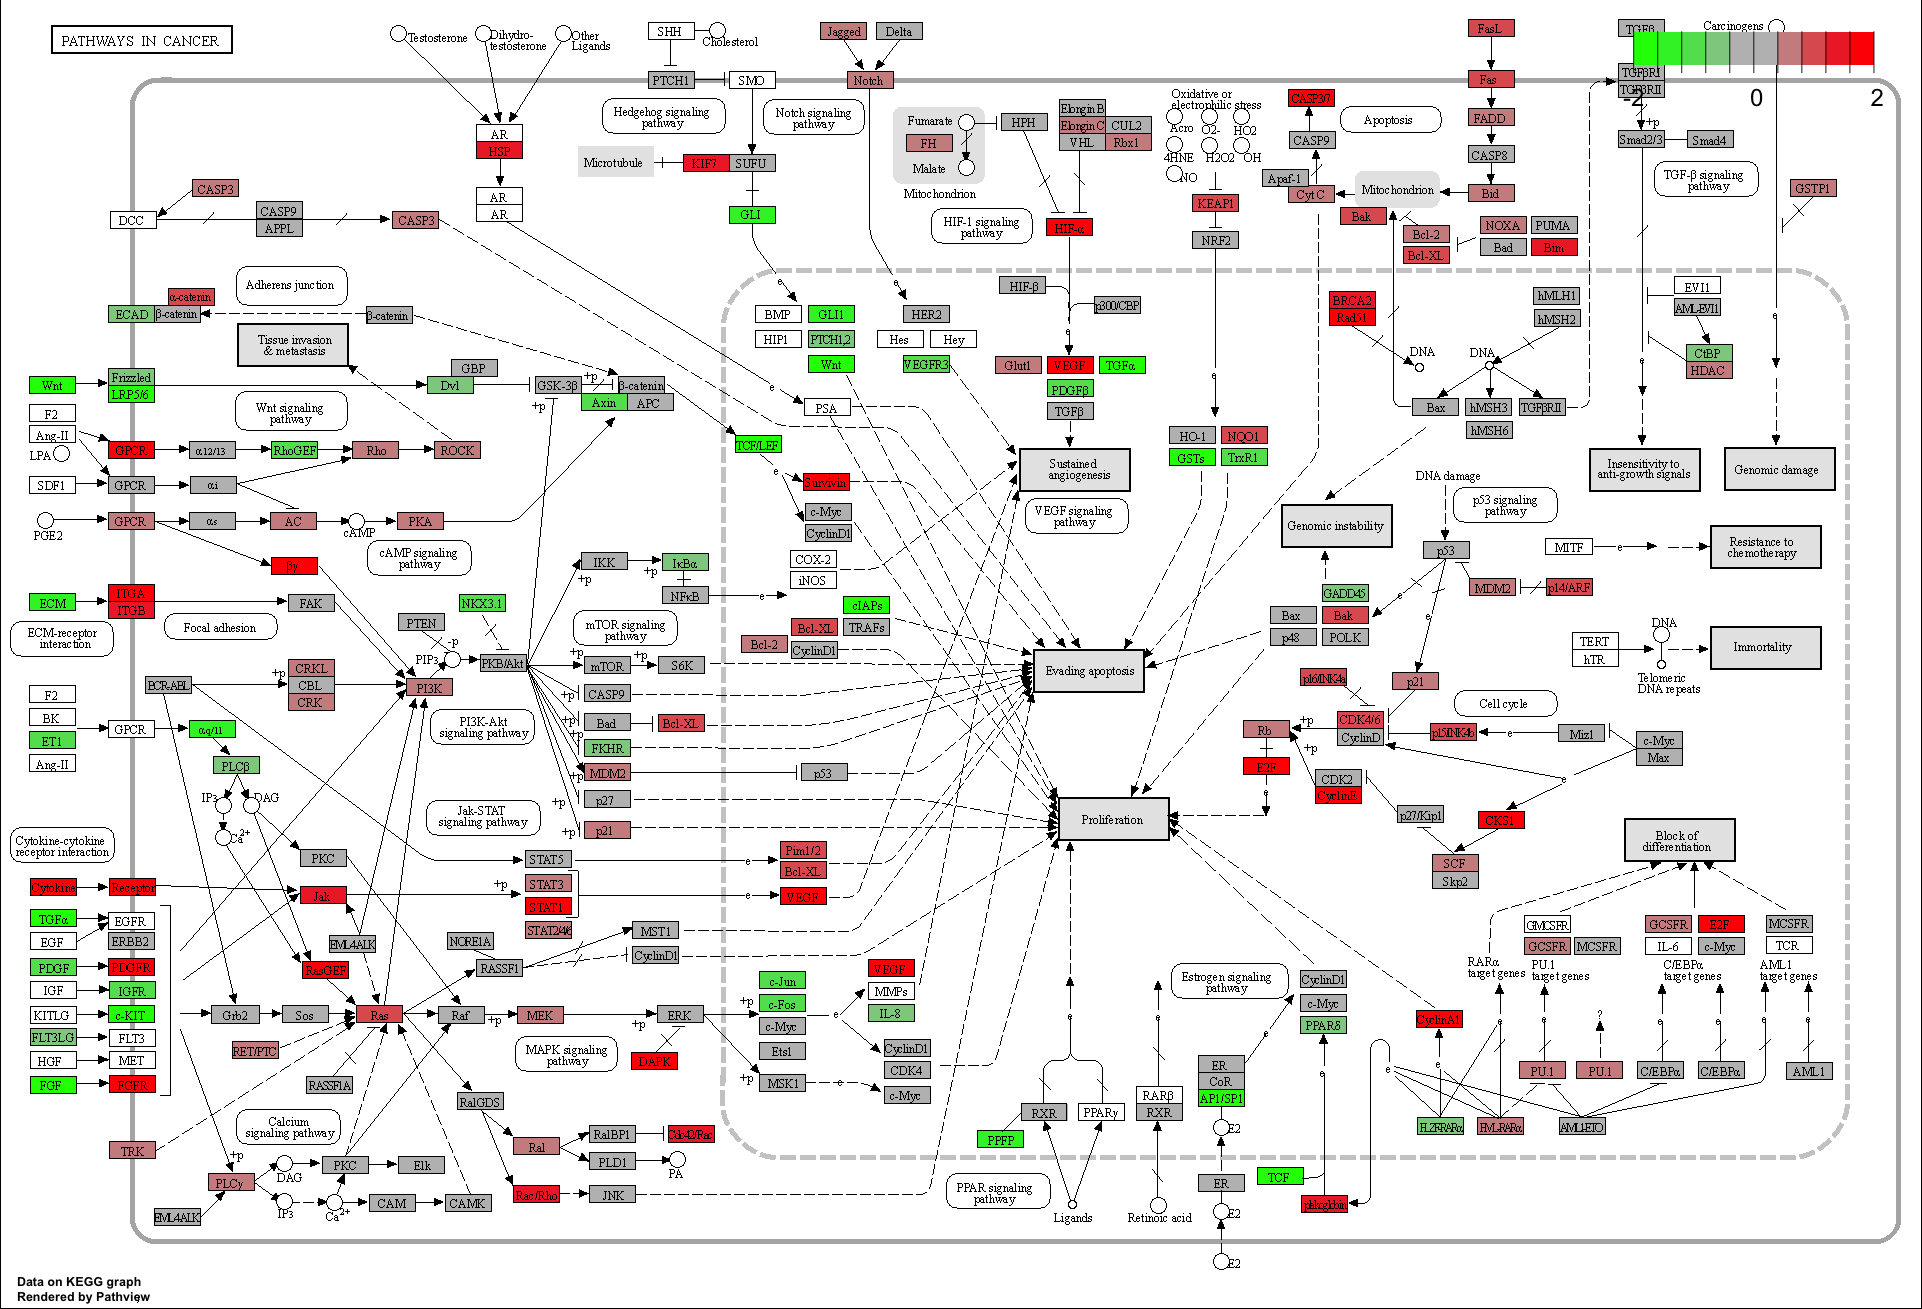 PATHWAYS IN CANCER
Testosterone
Dihydro-
testosterone
Other
Ligands
SHH
Cholesterol
Jagged
Delta
FasL
TGFβ
Carcinogens
-2
0
2
PTCH1
SMO
Notch
Fas
TGFβRI
TGFβRII
Hedgehog signaling
pathway
Notch signaling
pathway
Fumarate
FH
Malate
Mitochondrion
HPH
Elongin B
Elongin C
CUL2
VHL
Rbx1
Oxidative or
electrophilic stress
Acro
O2-
HO2
4HNE
H2O2
OH
NO
CASP3/7
CASP9
Apoptosis
FADD
CASP8
+p
Smad2/3
Smad4
AR
HSP
AR
AR
Microtubule
KIF7
SUFU
Apaf-1
Cyt C
Mitochondrion
Bid
TGF-β signaling
pathway
GSTP1
CASP3
DCC
CASP9
APPL
CASP3
GLI
HIF-1 signaling
pathway
HIF-α
KEAP1
NRF2
Bak
Bcl-2
Bcl-XL
NOXA
PUMA
Bad
Bim
Adherens junction
α-catenin
ECAD
β-catenin
β-catenin
Tissue invasion
& metastasis
e
BMP
GLI1
HIP1
PTCH1,2
Wnt
e
HER2
Hes
Hey
VEGFR3
HIF-β
p300/CBP
e
Glut1
VEGF
TGFα
PDGFβ
TGFβ
BRCA2
Rad51
DNA
hMLH1
hMSH2
DNA
Bax
hMSH3
TGFβRII
hMSH6
EVI1
AML-EVI1
CtBP
HDAC
e
e
Wnt
Frizzled
LRP5/6
Dvl
GBP
GSK-3β
+p
β-catenin
Axin
APC
+p
F2
Ang-II
LPA
Wnt signaling
pathway
GPCR
α12/13
RhoGEF
Rho
ROCK
SDF1
GPCR
αi
PGE2
GPCR
αs
AC
cAMP
PKA
cAMP signaling
pathway
βγ
TCF/LEF
e
PSA
e
Survivin
c-Myc
CyclinD1
COX-2
iNOS
Sustained
angiogenesis
VEGF signaling
pathway
e
HO-1
NQO1
GSTs
TrxR1
Genomic instability
DNA damage
p53 signaling
pathway
p53
MDM2
p14/ARF
Insensitivity to
anti-growth signals
Genomic damage
MITF
e
Resistance to
chemotherapy
ECM
ITGA
ITGB
FAK
Focal adhesion
ECM-receptor
interaction
PTEN
NKX3.1
-p
PIP3
PKB/Akt
+p
IKK
+p
IκBα
NFκB
e
mTOR signaling
pathway
cIAPs
Bcl-XL
TRAFs
Bcl-2
CyclinD1
Evading apoptosis
GADD45
Bax
Bak
p48
POLK
e
e
TERT
hTR
DNA
Telomeric
DNA repeats
Immortality
BCR-ABL
+p
CRKL
CBL
CRK
PI3K
PI3K-Akt
signaling pathway
+p
mTOR
+p
S6K
+p
CASP9
+p
Bad
Bcl-XL
+p
FKHR
+p
MDM2
p53
+p
p27
+p
p21
p16/INK4a
p21
Cell cycle
Rb
+p
CDK4/6
CyclinD
p15/INK4b
e
Miz1
c-Myc
Max
E2F
+p
e
CDK2
CyclinE
p27/Kip1
e
CKS1
SCF
Skp2
F2
BK
ET1
Ang-II
GPCR
αq/11
PLCβ
IP3
DAG
Ca2+
Jak-STAT
signaling pathway
Cytokine-cytokine
receptor interaction
PKC
Proliferation
Block of
differentiation
STAT5
e
Pim1/2
Bcl-XL
Cytokine
Receptor
Jak
+p
STAT3
STAT1
STAT2/4/6
e
VEGF
TGFα
EGFR
EGF
ERBB2
PDGF
PDGFR
IGF
IGFR
KITLG
c-KIT
FLT3LG
FLT3
HGF
MET
FGF
FGFR
EML4ALK
RasGEF
NORE1A
RASSF1
MST1
CyclinD1
Grb2
Sos
Ras
Raf
+p
MEK
+p
ERK
MAPK signaling
pathway
DAPK
RET/PTC
RASSF1A
+p
c-Jun
c-Fos
c-Myc
Ets1
+p
MSK1
e
VEGF
MMPs
IL-8
CyclinD1
CDK4
e
c-Myc
e
e
Estrogen signaling
pathway
CyclinD1
c-Myc
PPARδ
e
ER
CoR
AP1/SP1
E2
e
RARα
target genes
GMCSFR
GCSFR
MCSFR
PU.1
target genes
GCSFR
E2F
IL-6
c-Myc
C/EBPα
target genes
MCSFR
TCR
AML1
target genes
CyclinA1
?
e
e
e
e
e
e
e
e
e
PU.1
PU.1
C/EBPα
C/EBPα
AML1
PLZF-RARα
PML-RARα
AML1-ETO
RXR
PPARγ
PPFP
RARβ
RXR
TRK
Calcium
signaling pathway
RalGDS
Ral
RalBP1
Cdc42/Rac
PLD1
PA
Rac/Rho
JNK
+p
PLCγ
EML4ALK
DAG
IP3
PKC
Elk
Ca2+
CAM
CAMK
PPAR signaling
pathway
Ligands
Retinoic acid
ER
E2
E2
TCF
plakoglobin
Data on KEGG graph
Rendered by Pathview